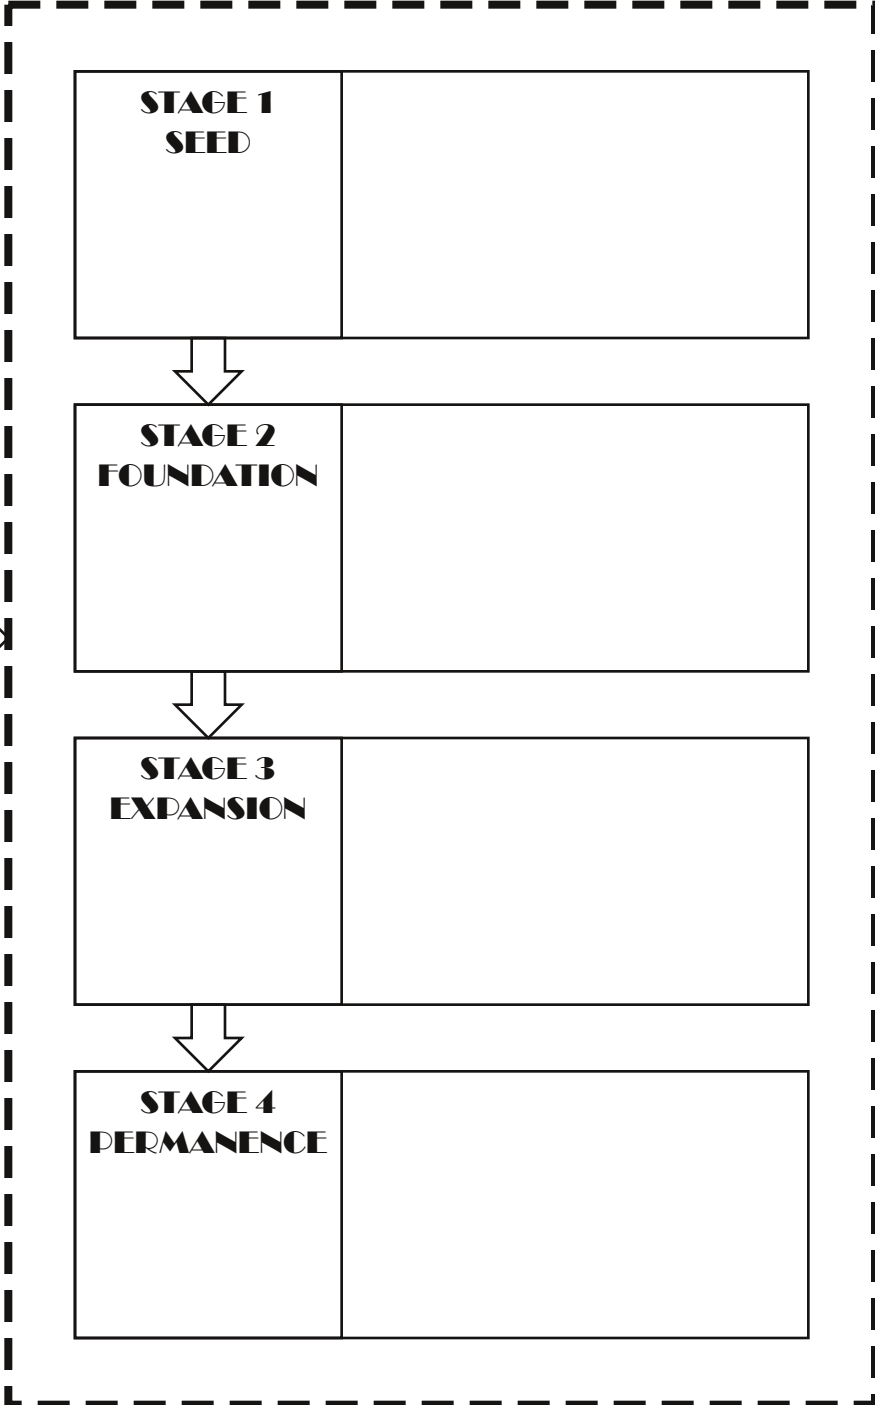 STAGE 1
SEED
STAGE 2
FOUNDATION
STAGE 3
EXPANSION
STAGE 4
PERMANENCE